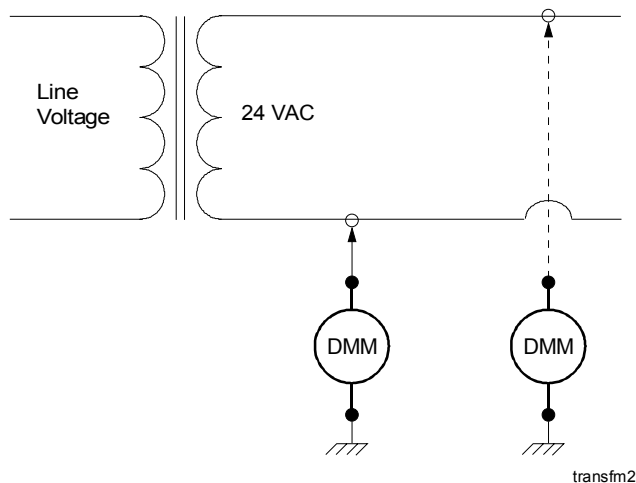 Line
Voltage
24 VAC
DMM
DMM
transfm2